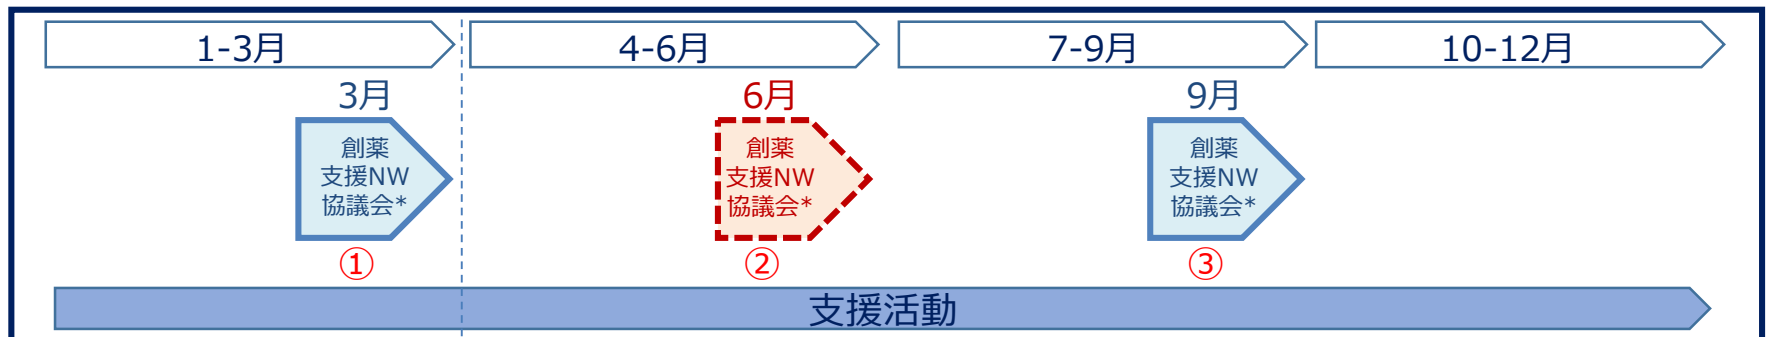 1-3月
4-6月
7-9月
10-12月
3月
創薬
支援NW
協議会*
①
6月
創薬
支援NW
協議会*
②
9月
創薬
支援NW
協議会*
③
支援活動